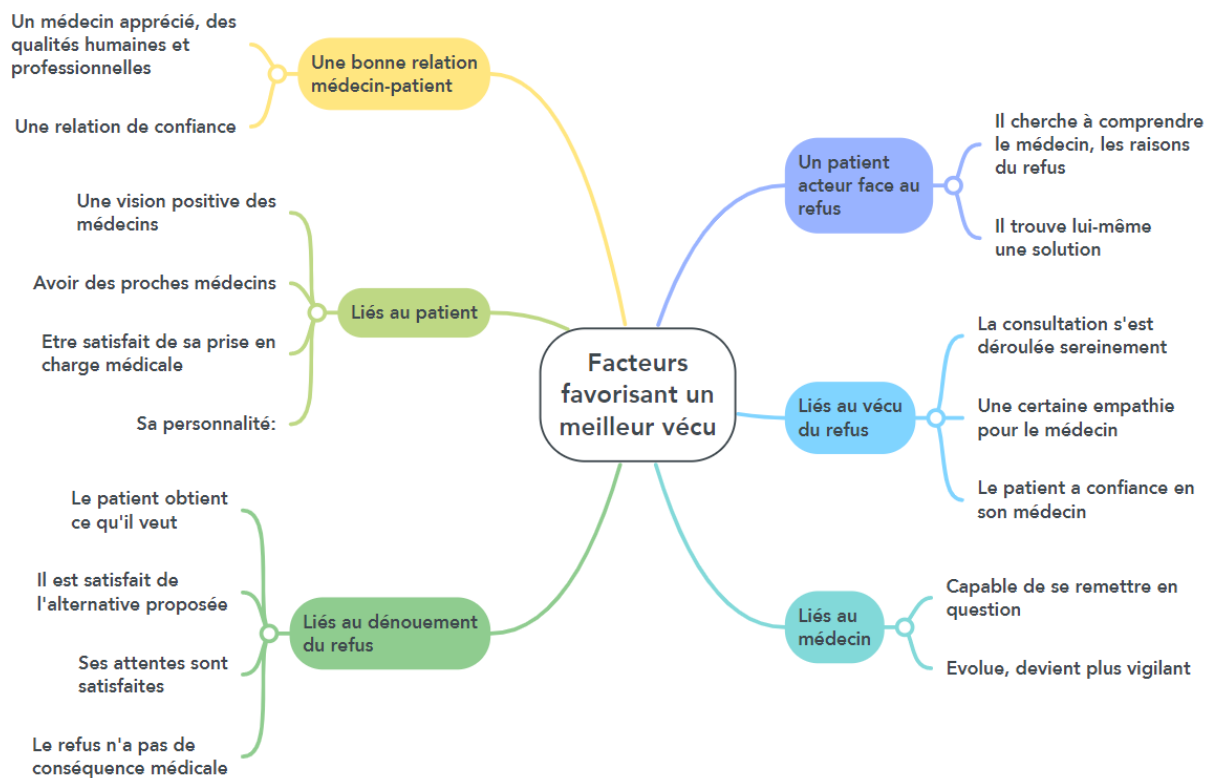 Un médecin apprécié, des
qualités humaines et
professionnelles
Une relation de confiance
Une bonne relation
médecin-patient
Une vision positive des
médecins
Avoir des proches médecins
Etre satisfait de sa prise en
charge médicale
Sa personnalité:
Liés au patient
Le patient obtient
ce qu'il veut
Il est satisfait de
l'alternative proposée
Ses attentes sont
satisfaites
Le refus n'a pas de
conséquence médicale
Liés au dénouement
du refus
Facteurs
favorisant un
meilleur vécu
Un patient
acteur face au
refus
Il cherche à comprendre
le médecin, les raisons
du refus
Il trouve lui-même
une solution
Liés au vécu
du refus
La consultation s'est
déroulée sereinement
Une certaine empathie
pour le médecin
Le patient a confiance en
son médecin
Liés au
médecin
Capable de se remettre en
question
Evolue, devient plus vigilant